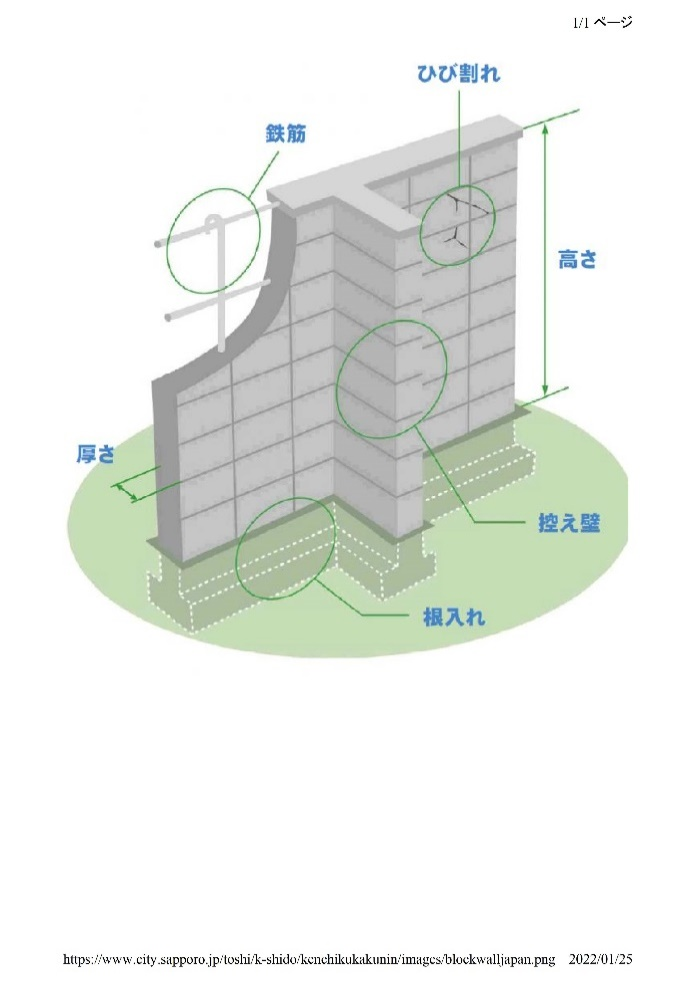 1/1 ページ
ひび割れ
鉄筋
高さ
厚さ
控え壁
根入れ
https://www.city.sapporo.jp/toshi/k-shido/kenchikukakunin/images/blockwalljapan.png 2022/01/25